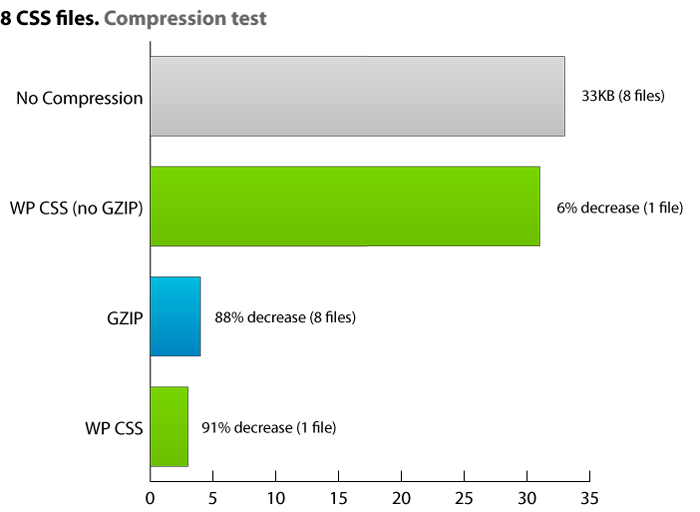 8 CSS files. Compression test
No Compression
33KB (8 files)
WP CSS (no GZIP)
6% decrease (1 file)
GZIP
88% decrease (8 files)
WP CSS
91% decrease (1 file)
0 5 10 15 20 25 30 35